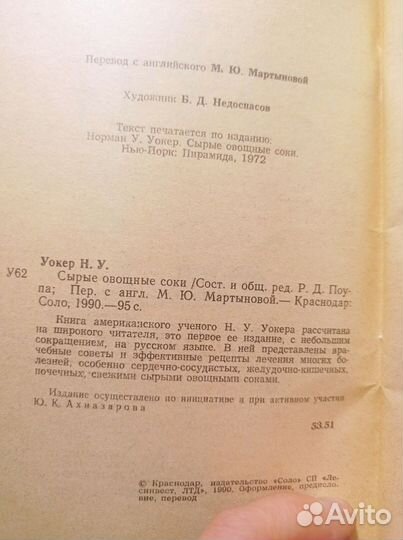 Перевод с английского М. Ю. Мартыновой
Художник Б. Д. Недоспасов
Текст печатается по изданию:
Норман У. Уокер. Сырые овощные соки.
Нью-Йорк: Пирамида, 1972
Уокер Н. У.
У62
Сырые овощные соки /Сост. и общ. ред. Р. Д. Поу-
па; Пер. с англ. М. Ю. Мартыновой.— Краснодар:
Соло, 1990.—95 с.
Книга американского ученого Н. У. Уокера рассчитана
на широкого читателя, это первое ее издание, с небольшим
сокращением, на русском языке. В ней представлены вра-
чебные советы и эффективные рецепты лечения многих бо-
лезней, особенно сердечно-сосудистых, желудочно-кишечных,
почечных, свежими сырыми овощными соками.
Издание осуществлено по инициативе и при активном участии
Ю. К. Ахназарова
53.51
© Краснодар, издательство «Соло» СП «Ле-
синвест, ЛТД», 1990. Оформление, предисло-
вие, перевод
Avito